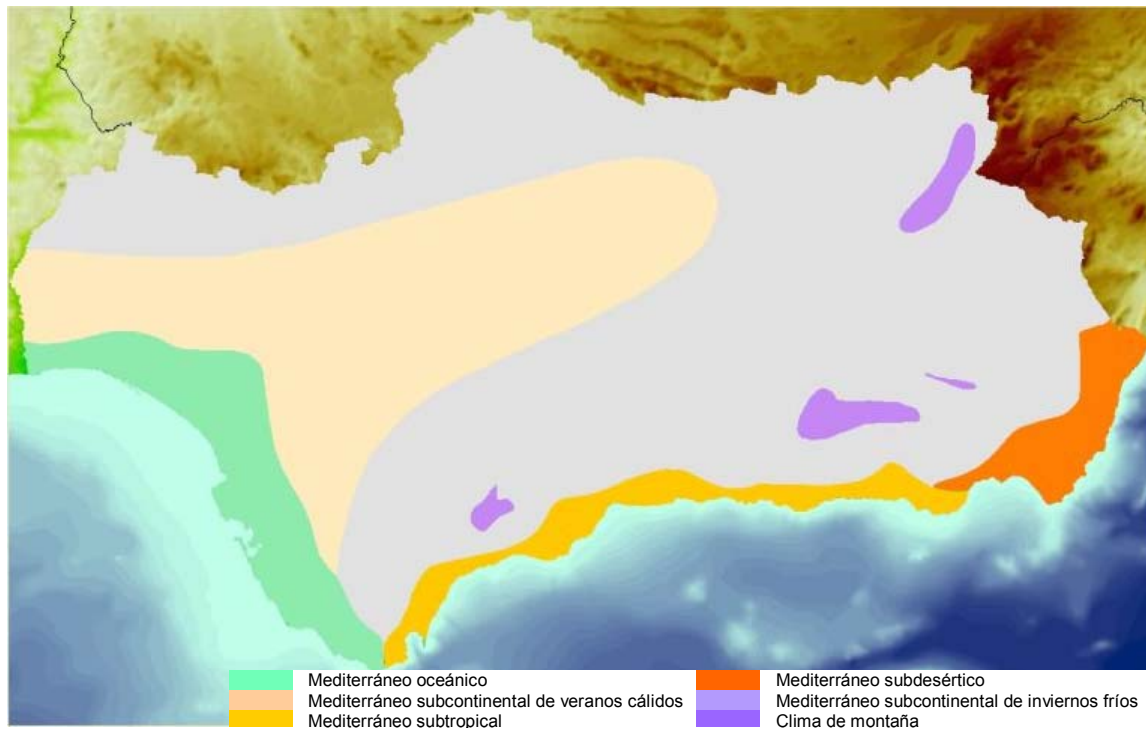 Mediterráneo oceánico
Mediterráneo subcontinental de veranos cálidos
Mediterráneo subtropical
Mediterráneo subdesértico
Mediterráneo subcontinental de inviernos fríos
Clima de montaña